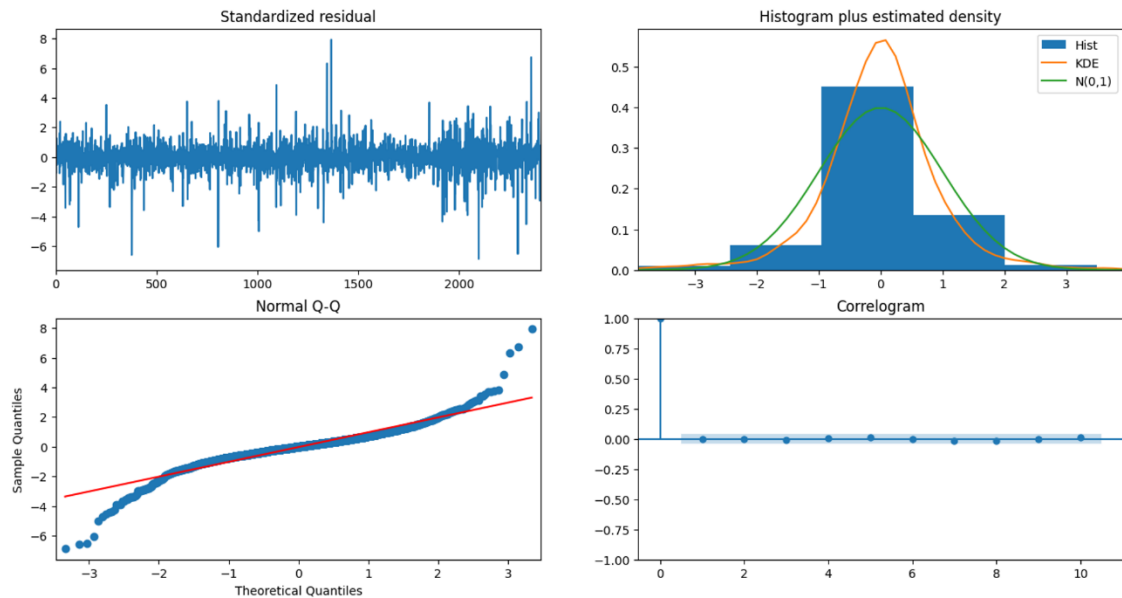 Standardized residual
8
6
4
2
0
−2
−4
−6
0 500 1000 1500 2000
Histogram plus estimated density
Hist
KDE
N(0,1)
0.5
0.4
0.3
0.2
0.1
0.0
−3 −2 −1 0 1 2 3
Normal Q-Q
Sample Quantiles
8
6
4
2
0
−2
−4
−6
−3 −2 −1 0 1 2 3
Theoretical Quantiles
Correlogram
1.00
0.75
0.50
0.25
0.00
−0.25
−0.50
−0.75
−1.00
0 2 4 6 8 10